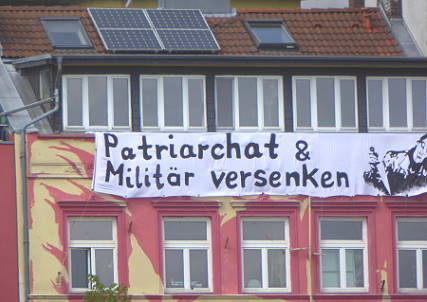 Patriarchat &
Militär versenken